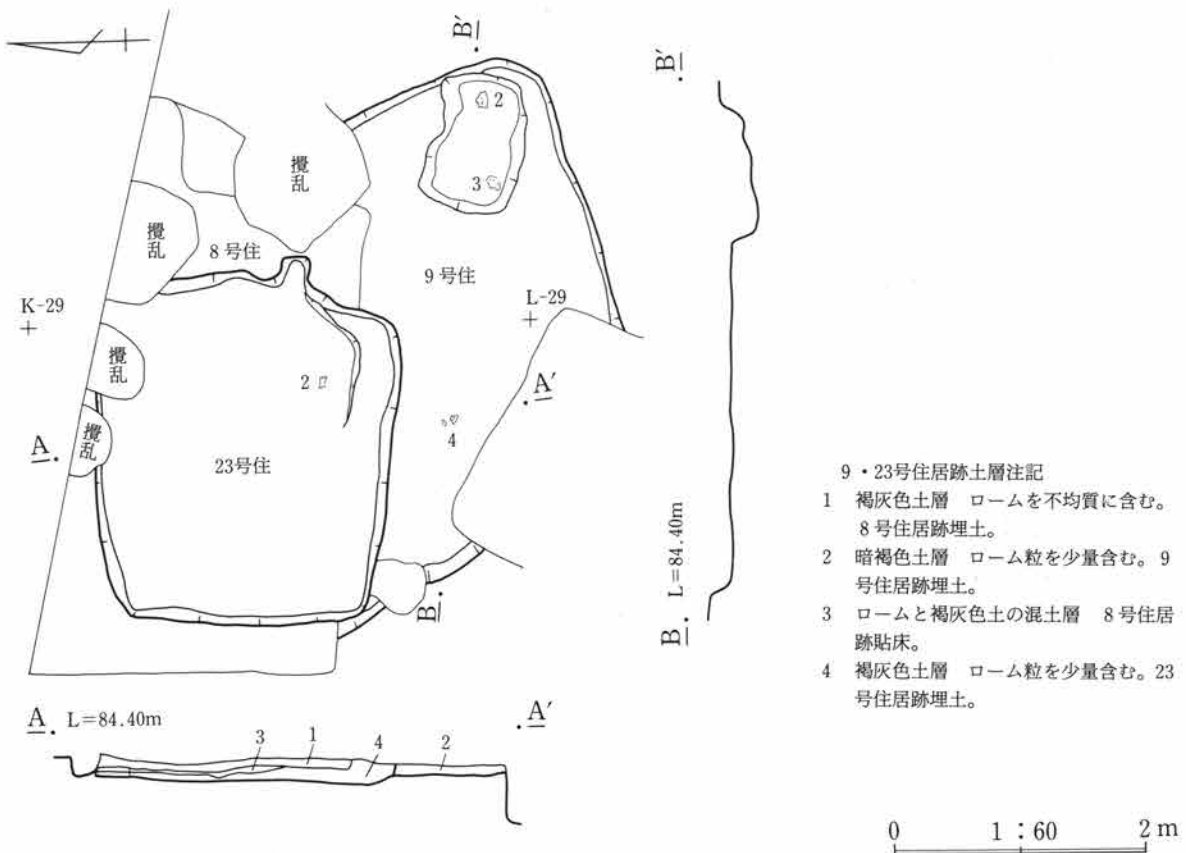 B′
B′
2
攪乱
3
攪乱
8号住
9号住
K-29
L-29
攪乱
2
A′
4
A
攪乱
23号住
B
B L=84.40m
9・23号住居跡土層注記
1 褐灰色土層 ロームを不均質に含む。
8号住居跡埋土。
2 暗褐色土層 ローム粒を少量含む。9
号住居跡埋土。
3 ロームと褐灰色土の混土層 8号住居
跡貼床。
4 褐灰色土層 ローム粒を少量含む。23
号住居跡埋土。
A L=84.40m A′
3 1 4 2
0 1:60 2m